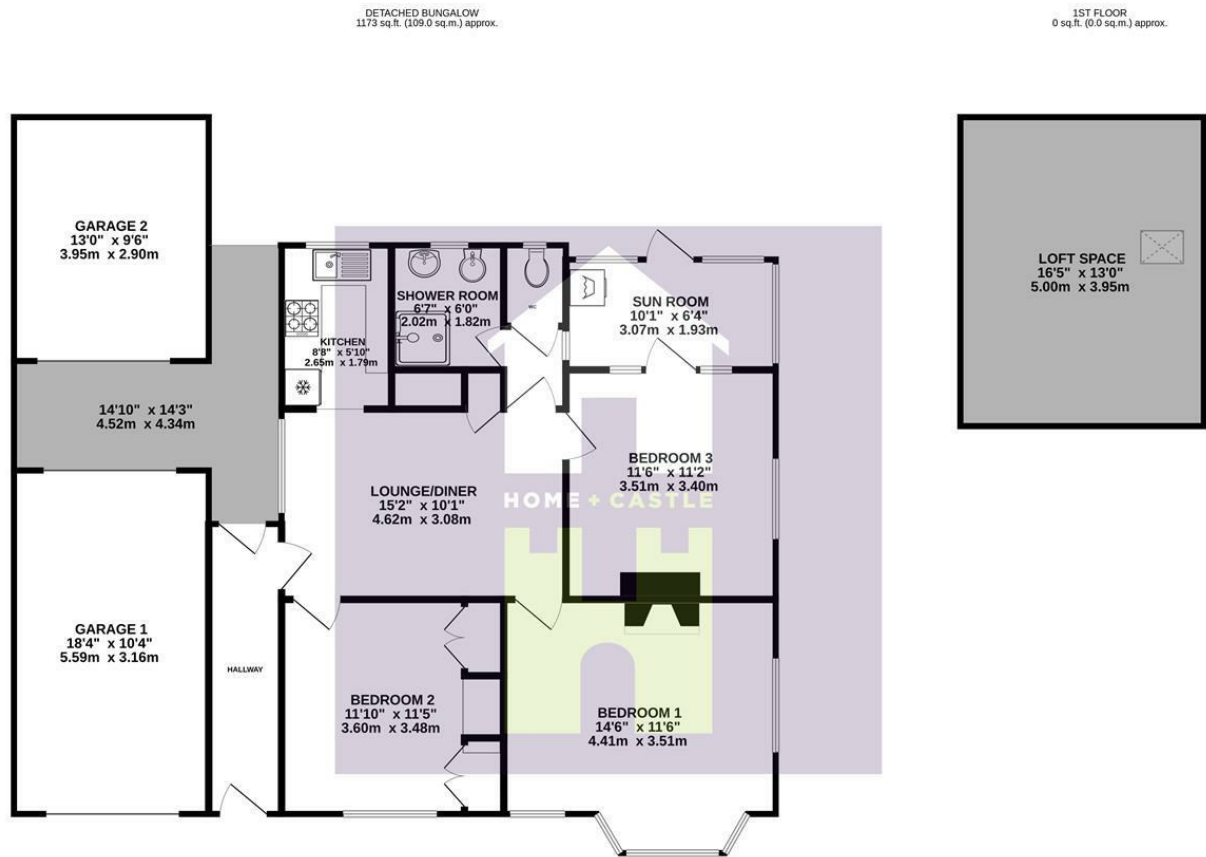 DETACHED BUNGALOW
1173 sq.ft. (109.0 sq.m.) approx.
1ST FLOOR
0 sq.ft. (0.0 sq.m.) approx.
GARAGE 2
13'0" x 9'6"
3.95m x 2.90m
KITCHEN
8'8" x 5'10"
2.65m x 1.79m
SHOWER ROOM
6'7" x 6'0"
2.02m x 1.82m
WC
SUN ROOM
10'1" x 6'4"
3.07m x 1.93m
LOFT SPACE
16'5" x 13'0"
5.00m x 3.95m
14'10" x 14'3"
4.52m x 4.34m
LOUNGE/DINER
15'2" x 10'1"
4.62m x 3.08m
BEDROOM 3
11'6" x 11'2"
3.51m x 3.40m
HOME + CASTLE
GARAGE 1
18'4" x 10'4"
5.59m x 3.16m
HALLWAY
BEDROOM 2
11'10" x 11'5"
3.60m x 3.48m
BEDROOM 1
14'6" x 11'6"
4.41m x 3.51m